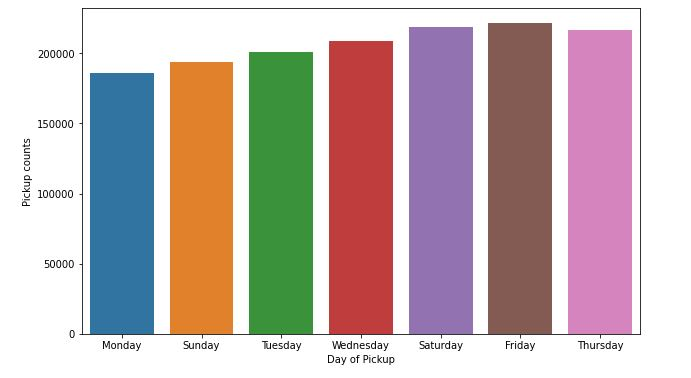 200000
150000
100000
50000
0
Pickup counts
Monday Sunday Tuesday Wednesday Saturday Friday Thursday
Day of Pickup